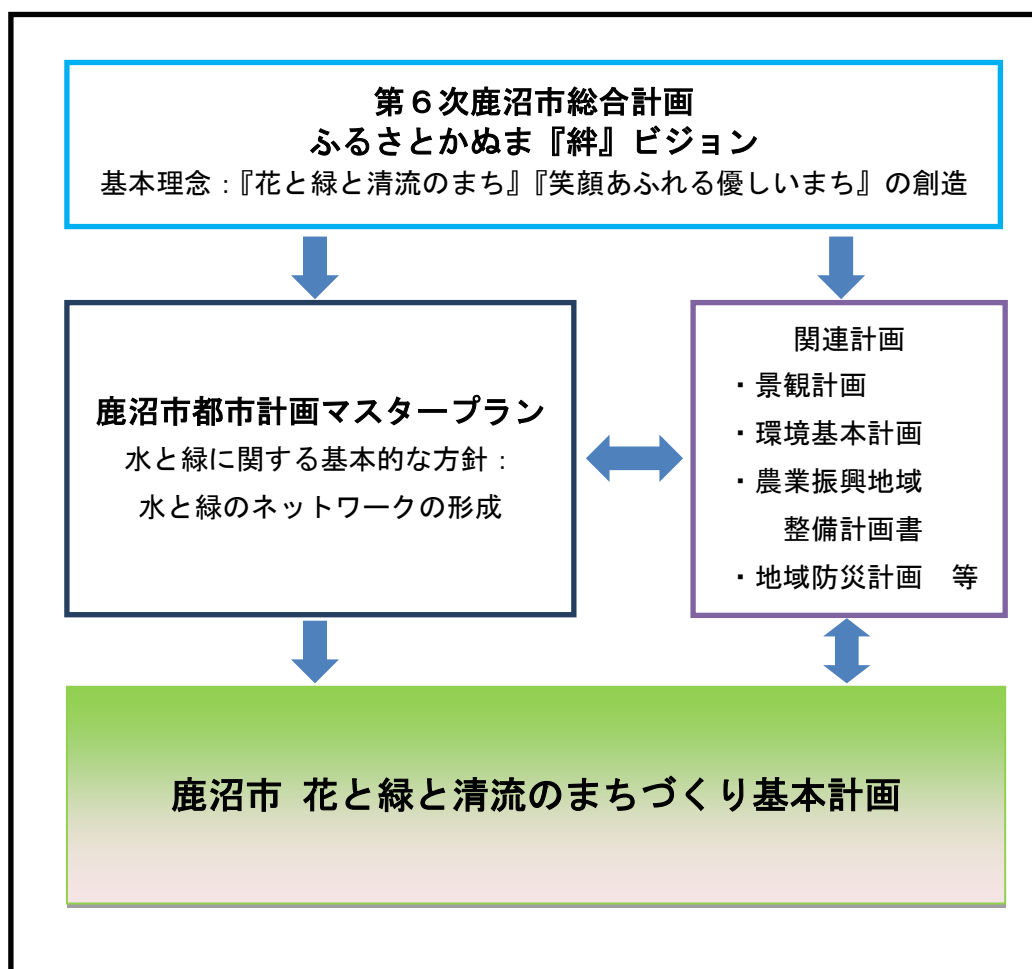 第６次鹿沼市総合計画
ふるさとかぬま『絆』ビジョン
基本理念：『花と緑と清流のまち』『笑顔あふれる優しいまち』の創造
鹿沼市都市計画マスタープラン
水と緑に関する基本的な方針：
水と緑のネットワークの形成
関連計画
・景観計画
・環境基本計画
・農業振興地域
整備計画書
・地域防災計画　等
鹿沼市 花と緑と清流のまちづくり基本計画